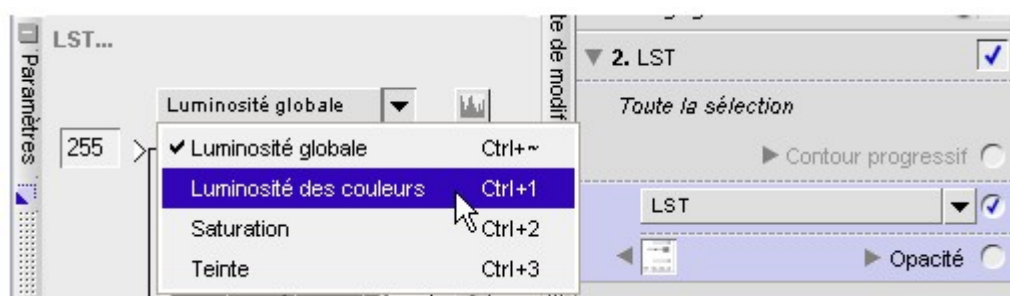 Paramètres
LST...
Luminosité globale
255
✔ Luminosité globale Ctrl+~
Luminosité des couleurs Ctrl+1
Saturation Ctrl+2
Teinte Ctrl+3
te de modif
2. LST
Toute la sélection
Contour progressif
LST
Opacité